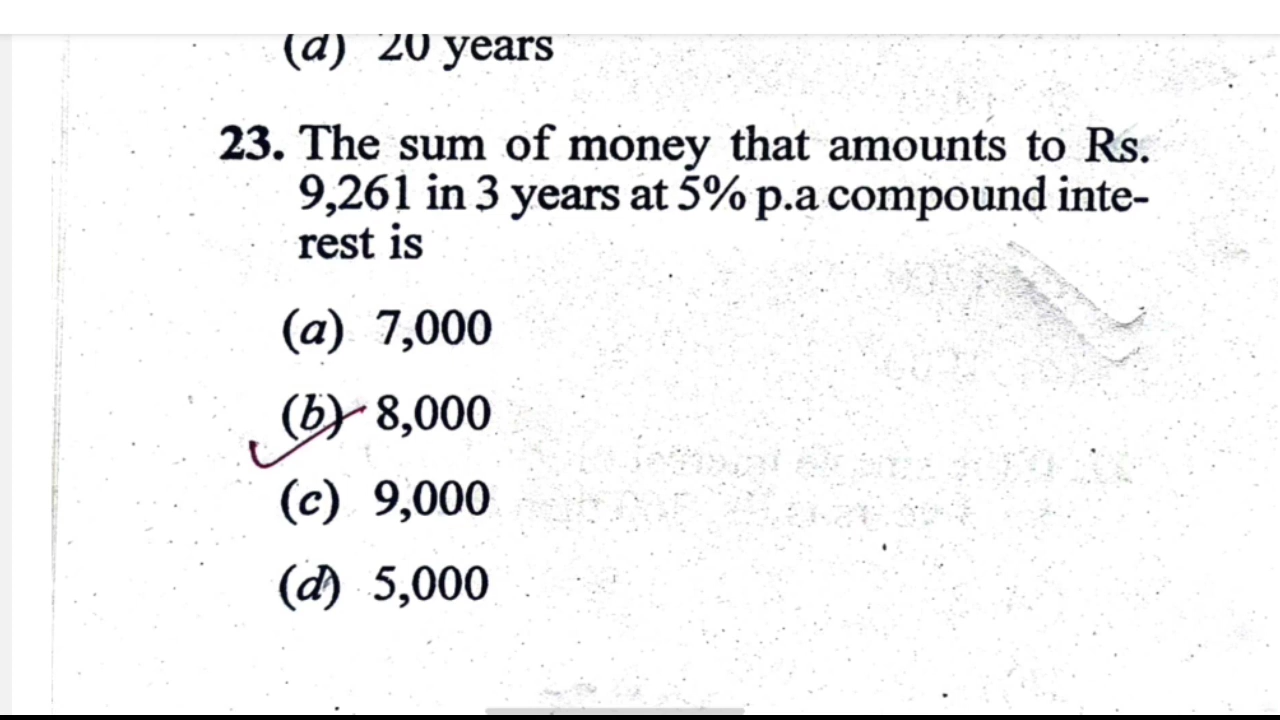 (d) 20 years
23. The sum of money that amounts to Rs.
9,261 in 3 years at 5% p.a compound inte-
rest is
(a) 7,000
(b) 8,000
(c) 9,000
(d) 5,000